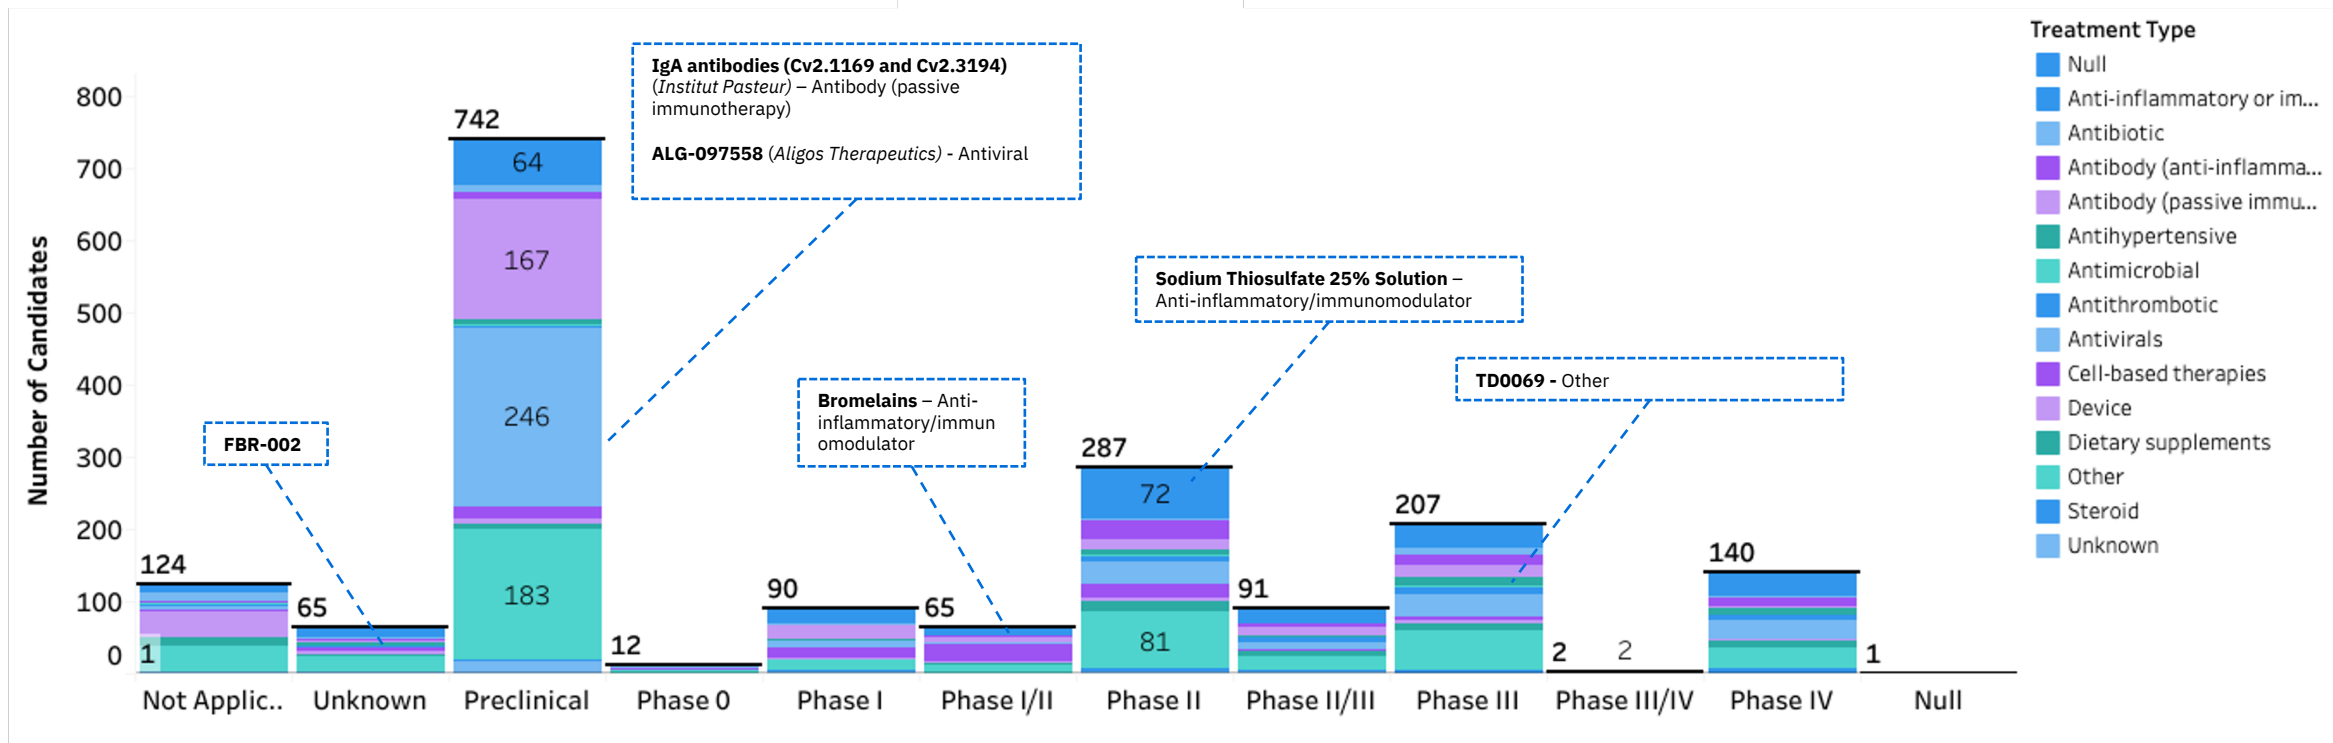 Treatment Type
Null
Anti-inflammatory or im...
Antibiotic
Antibody (anti-inflamma...
Antibody (passive immu...
Antihypertensive
Antimicrobial
Antithrombotic
Antivirals
Cell-based therapies
Device
Dietary supplements
Other
Steroid
Unknown
Number of Candidates
800
700
600
500
400
300
200
100
0
IgA antibodies (Cv2.1169 and Cv2.3194)
(Institut Pasteur) – Antibody (passive
immunotherapy)
ALG-097558 (Aligos Therapeutics) - Antiviral
Sodium Thiosulfate 25% Solution –
Anti-inflammatory/immunomodulator
TD0069 - Other
Bromelains – Anti-
inflammatory/immun
omodulator
FBR-002
124
1
65
742
64
167
246
183
12
90
65
287
72
81
91
207
2
2
140
1
Not Applic..
Unknown
Preclinical
Phase 0
Phase I
Phase I/II
Phase II
Phase II/III
Phase III
Phase III/IV
Phase IV
Null